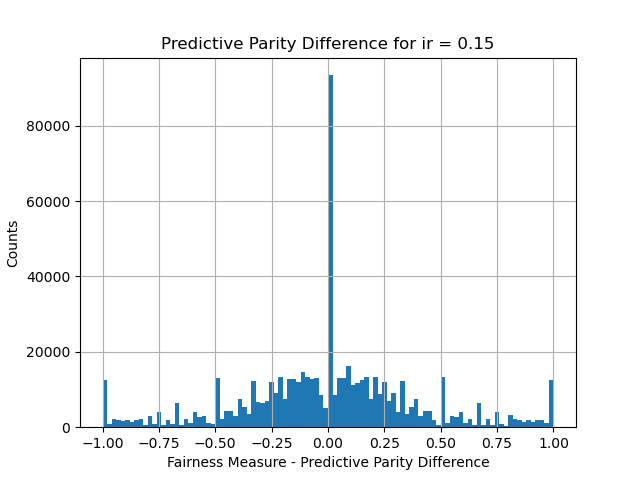 Predictive Parity Difference for ir = 0.15
80000
60000
40000
20000
0
Counts
−1.00 −0.75 −0.50 −0.25 0.00 0.25 0.50 0.75 1.00
Fairness Measure - Predictive Parity Difference